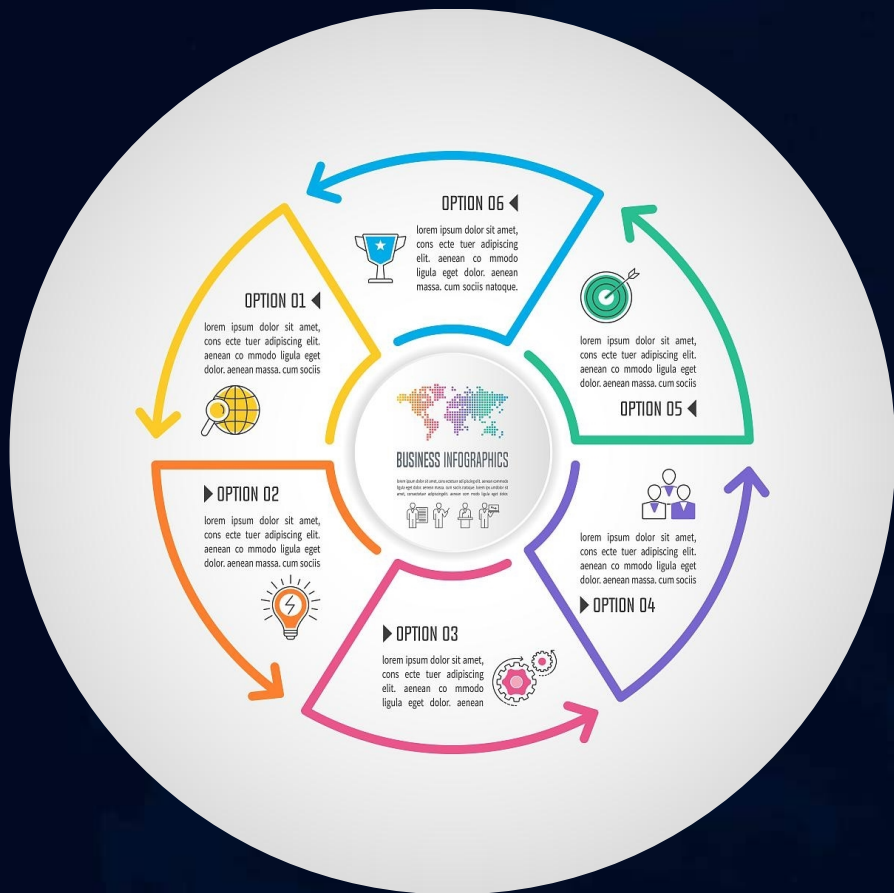 OPTION 06
lorem ipsum dolor sit amet,
cons ecte tuer adipiscing
elit. aenean co mmodo
ligula eget dolor. aenean
massa. cum sociis natoque.
OPTION 01
lorem ipsum dolor sit amet,
cons ecte tuer adipiscing elit.
aenean co mmodo ligula eget
dolor. aenean massa. cum sociis
OPTION 02
lorem ipsum dolor sit amet,
cons ecte tuer adipiscing elit.
aenean co mmodo ligula eget
dolor. aenean massa. cum sociis
OPTION 03
lorem ipsum dolor sit amet,
cons ecte tuer adipiscing
elit. aenean co mmodo
ligula eget dolor. aenean
lorem ipsum dolor sit amet,
cons ecte tuer adipiscing elit.
aenean co mmodo ligula eget
dolor. aenean massa. cum sociis
OPTION 04
lorem ipsum dolor sit amet,
cons ecte tuer adipiscing elit.
aenean co mmodo ligula eget
dolor. aenean massa. cum sociis
OPTION 05
BUSINESS INFOGRAPHICS